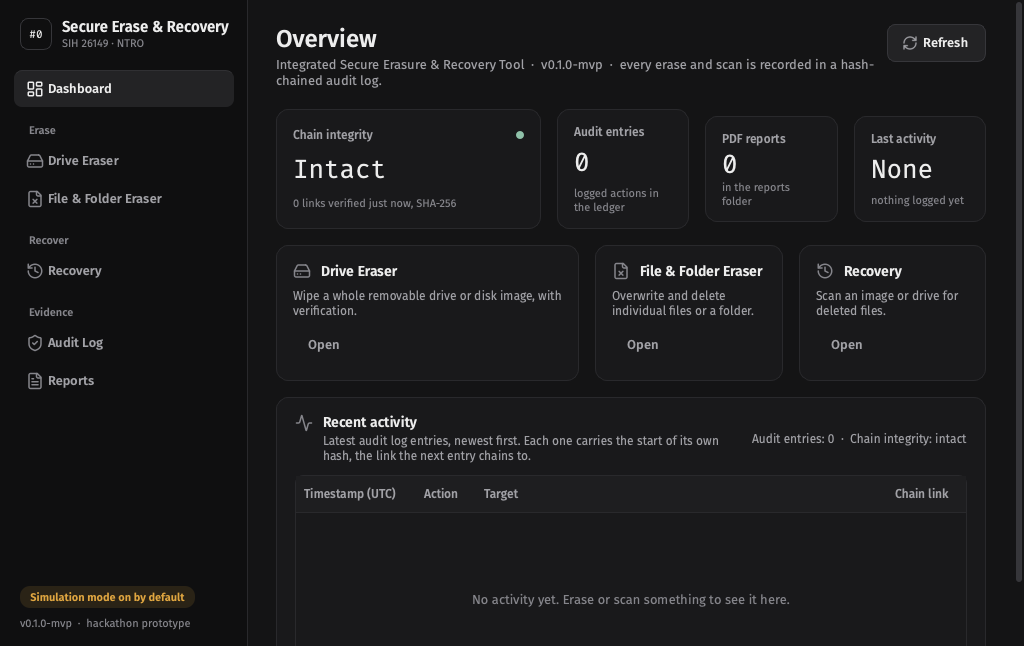 #0
Secure Erase & Recovery
SIH 26149 · NTRO
Dashboard
Erase
Drive Eraser
File & Folder Eraser
Recover
Recovery
Evidence
Audit Log
Reports
Simulation mode on by default
v0.1.0-mvp · hackathon prototype
Overview
Integrated Secure Erasure & Recovery Tool · v0.1.0-mvp · every erase and scan is recorded in a hash-
chained audit log.
Refresh
Chain integrity
Intact
0 links verified just now, SHA-256
Audit entries
0
logged actions in
the ledger
PDF reports
0
in the reports
folder
Last activity
None
nothing logged yet
Drive Eraser
Wipe a whole removable drive or disk image, with
verification.
Open
File & Folder Eraser
Overwrite and delete
individual files or a folder.
Open
Recovery
Scan an image or drive for
deleted files.
Open
Recent activity
Latest audit log entries, newest first. Each one carries the start of its own
hash, the link the next entry chains to.
Audit entries: 0 · Chain integrity: intact
Timestamp (UTC) Action Target Chain link
No activity yet. Erase or scan something to see it here.